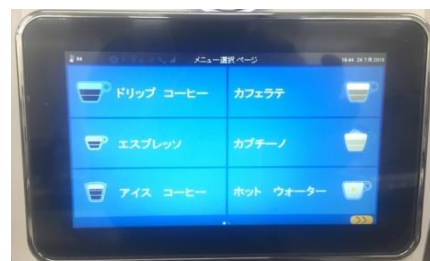 メニュー選択 ページ
ドリップ コーヒー
カフェラテ
エスプレッソ
カプチーノ
アイス コーヒー
ホット ウォーター